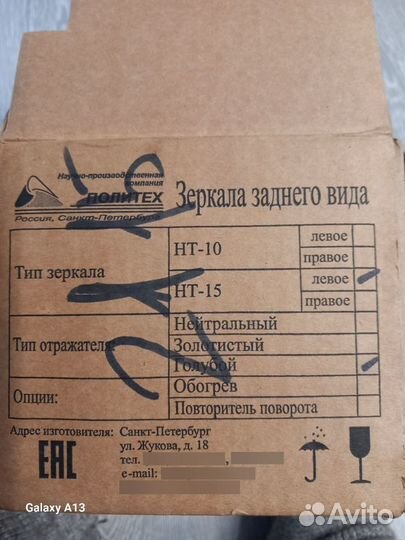 Научно-производственная
компания
ПОЛИТЕХ
Россия, Санкт-Петербург
Зеркала заднего вида
Тип зеркала
НТ-10
левое
правое
НТ-15
левое
правое
Тип отражателя:
Нейтральный
Золотистый
Голубой
Опции:
Обогрев
Повторитель поворота
Адрес изготовителя: Санкт-Петербург
ул. Жукова, д. 18
тел.
e-mail:
EAC
Galaxy A13
Avito